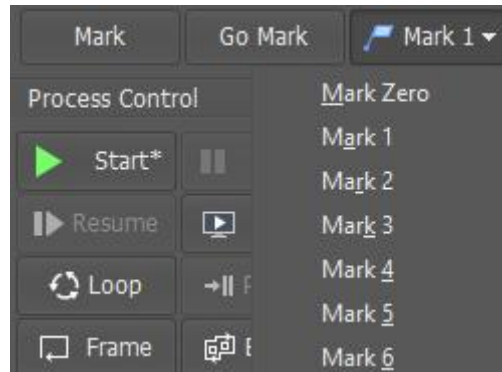 Mark Go Mark Mark 1
Process Control
Start*
Resume
Loop
Frame
Mark Zero
Mark 1
Mark 2
Mark 3
Mark 4
Mark 5
Mark 6